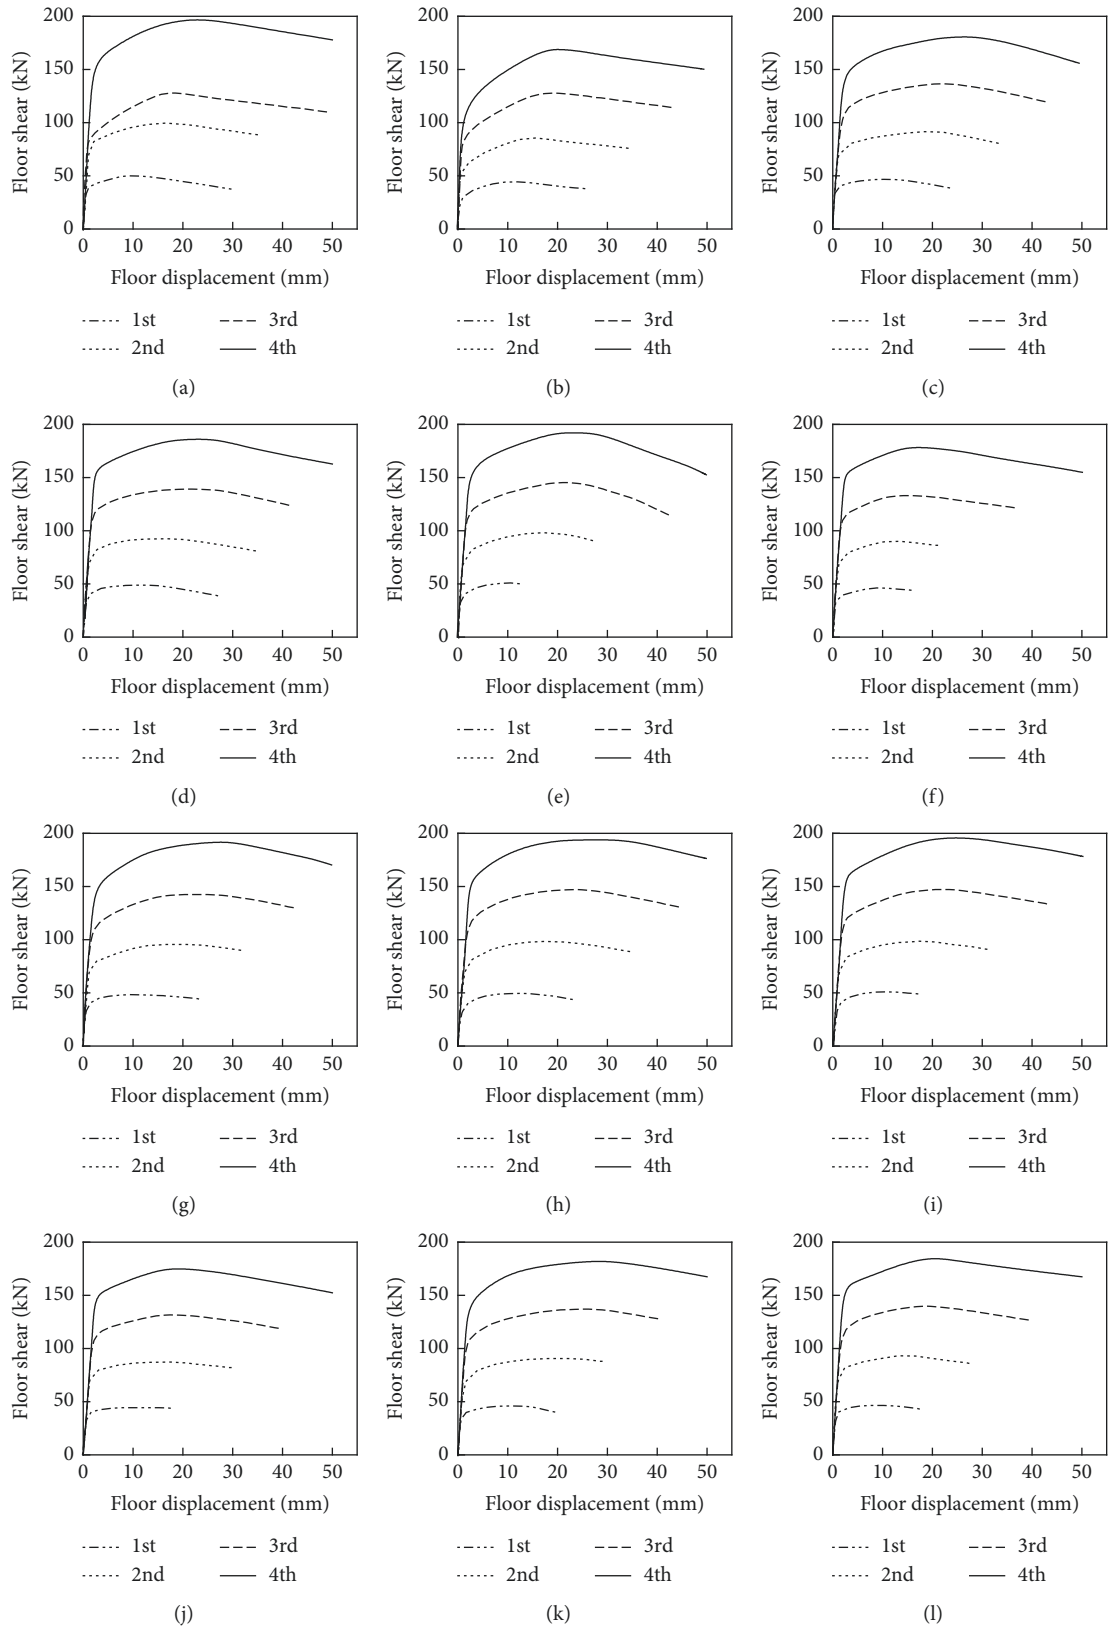 200 200 200
150 150 150
100 100 100
50 50 50
0 0 0
Floor shear (kN) Floor shear (kN) Floor shear (kN)
0 10 20 30 40 50 0 10 20 30 40 50 0 10 20 30 40 50
Floor displacement (mm) Floor displacement (mm) Floor displacement (mm)
1st 3rd 1st 3rd 1st 3rd
2nd 4th 2nd 4th 2nd 4th
(a) (b) (c)
200 200 200
150 150 150
100 100 100
50 50 50
0 0 0
Floor shear (kN) Floor shear (kN) Floor shear (kN)
0 10 20 30 40 50 0 10 20 30 40 50 0 10 20 30 40 50
Floor displacement (mm) Floor displacement (mm) Floor displacement (mm)
1st 3rd 1st 3rd 1st 3rd
2nd 4th 2nd 4th 2nd 4th
(d) (e) (f)
200 200 200
150 150 150
100 100 100
50 50 50
0 0 0
Floor shear (kN) Floor shear (kN) Floor shear (kN)
0 10 20 30 40 50 0 10 20 30 40 50 0 10 20 30 40 50
Floor displacement (mm) Floor displacement (mm) Floor displacement (mm)
1st 3rd 1st 3rd 1st 3rd
2nd 4th 2nd 4th 2nd 4th
(g) (h) (i)
200 200 200
150 150 150
100 100 100
50 50 50
0 0 0
Floor shear (kN) Floor shear (kN) Floor shear (kN)
0 10 20 30 40 50 0 10 20 30 40 50 0 10 20 30 40 50
Floor displacement (mm) Floor displacement (mm) Floor displacement (mm)
1st 3rd 1st 3rd 1st 3rd
2nd 4th 2nd 4th 2nd 4th
(j) (k) (l)